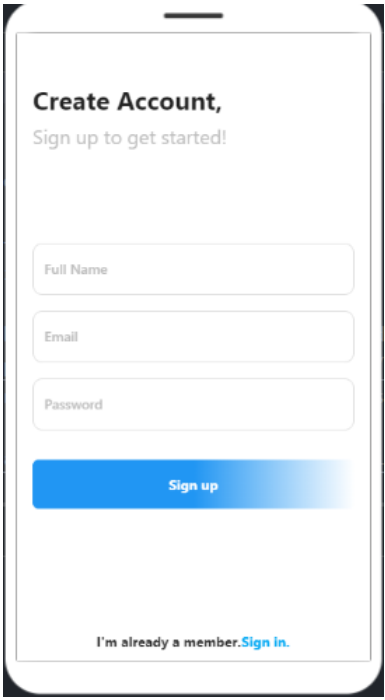 Create Account,
Sign up to get started!
Full Name
Email
Password
Sign up
I'm already a member.Sign in.